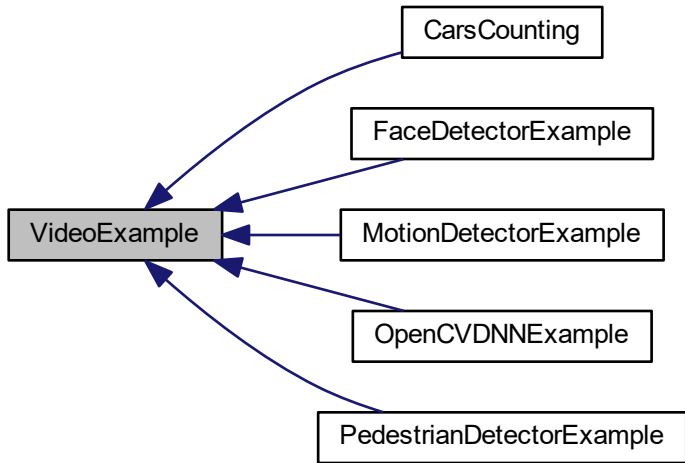 CarsCounting
FaceDetectorExample
VideoExample
MotionDetectorExample
OpenCVDNNExample
PedestrianDetectorExample